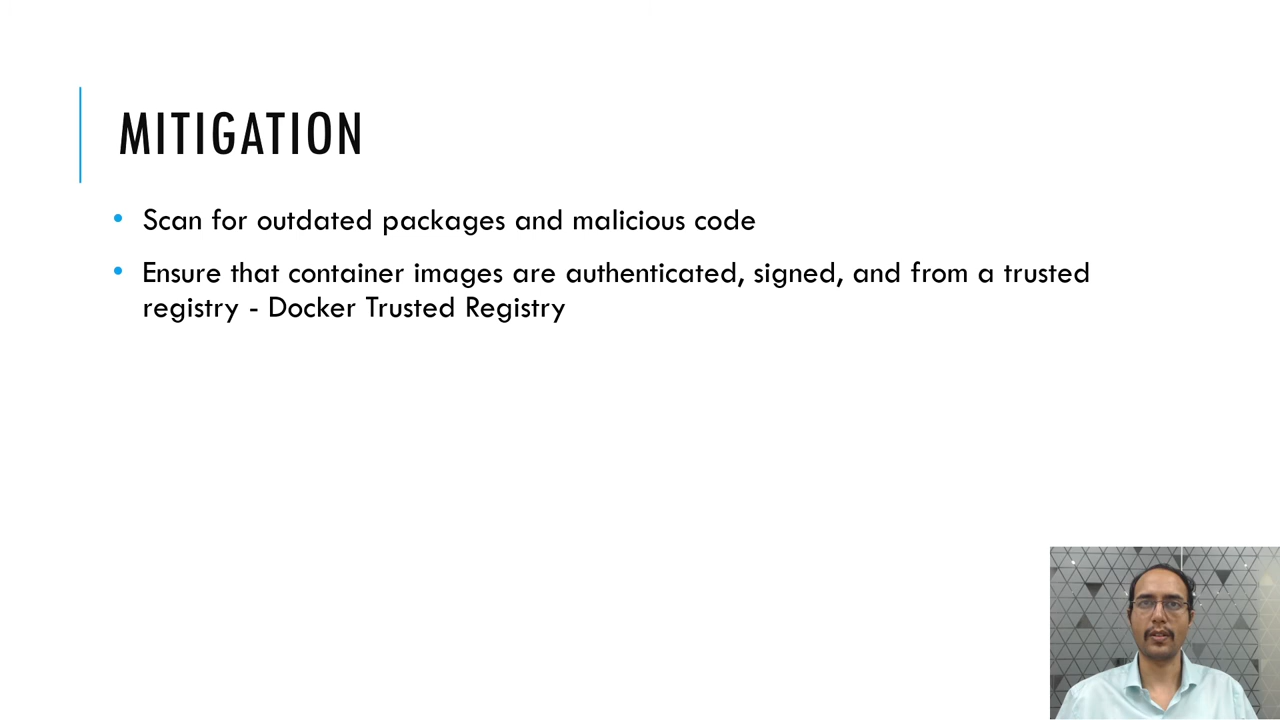 MITIGATION
• Scan for outdated packages and malicious code
• Ensure that container images are authenticated, signed, and from a trusted
registry - Docker Trusted Registry